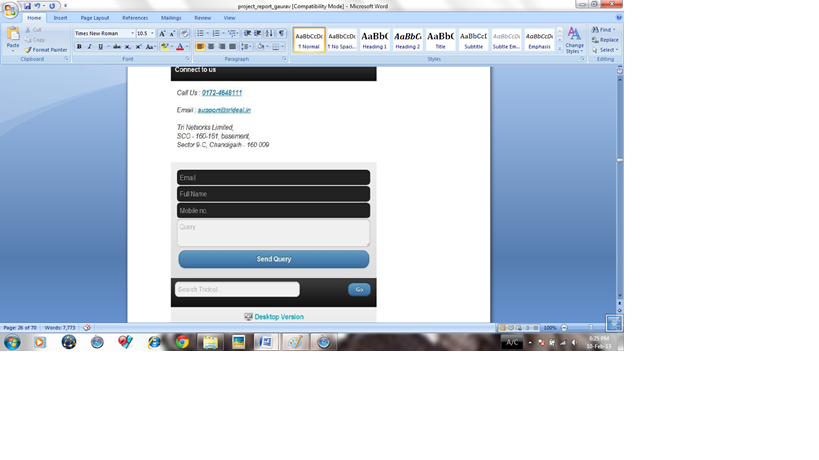 project_report_gaurav [Compatibility Mode] - Microsoft Word
Home Insert Page Layout References Mailings Review View
Cut
Copy
Format Painter
Paste
Times New Roman 10.5
AaBbCcDc AaBbCcDc AaBbC AaBbCc AaBbC AaBbCcI AaBbCcDc AaBbCcDc
¶ Normal ¶ No Spaci... Heading 1 Heading 2 Title Subtitle Subtle Em... Emphasis
Change Styles
Find
Replace
Select
Clipboard Font Paragraph Styles Editing
Connect to us
Call Us : 0172-4648111
Email : support@trideal.in
Tri Networks Limited,
SCO - 160-161, basement,
Sector 9-C, Chandigarh - 160 009
Email
Full Name
Mobile no.
Query
Send Query
Search Trideal...
Go
Desktop Version
Page: 26 of 70 Words: 7,773 100%
A/C
6:25 PM
10-Feb-13